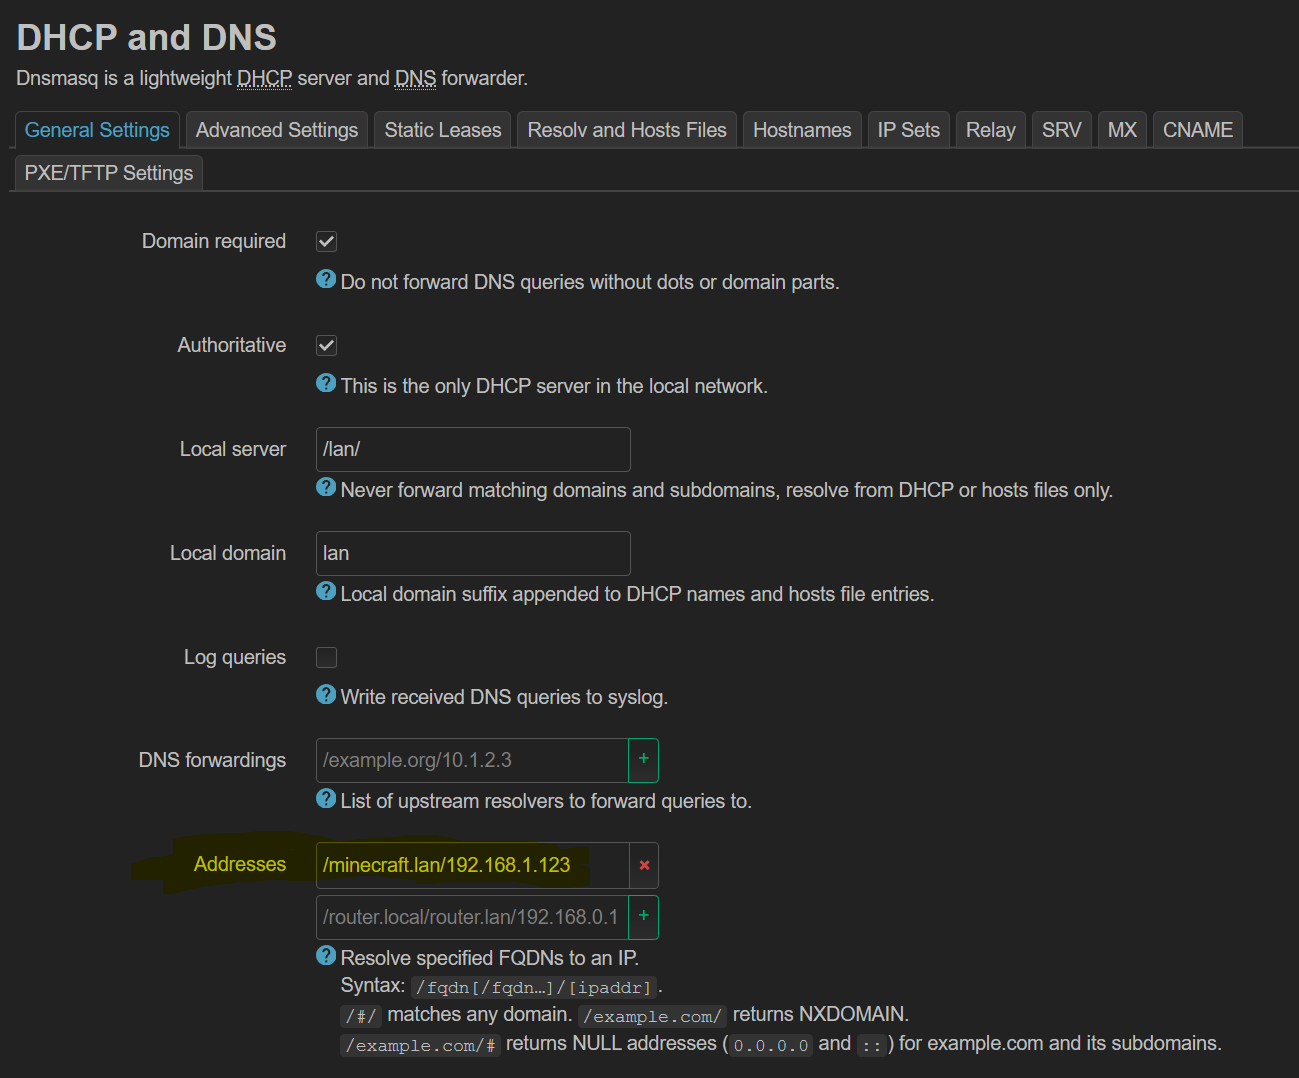 DHCP and DNS
Dnsmasq is a lightweight DHCP server and DNS forwarder.
General Settings Advanced Settings Static Leases Resolv and Hosts Files Hostnames IP Sets Relay SRV MX CNAME
PXE/TFTP Settings
Domain required
Do not forward DNS queries without dots or domain parts.
Authoritative
This is the only DHCP server in the local network.
Local server /lan/
Never forward matching domains and subdomains, resolve from DHCP or hosts files only.
Local domain lan
Local domain suffix appended to DHCP names and hosts file entries.
Log queries
Write received DNS queries to syslog.
DNS forwardings /example.org/10.1.2.3 +
List of upstream resolvers to forward queries to.
Addresses /minecraft.lan/192.168.1.123 ×
/router.local/router.lan/192.168.0.1 +
Resolve specified FQDNs to an IP.
Syntax: /fqdn[/fqdn…]/[ipaddr].
/#/ matches any domain. /example.com/ returns NXDOMAIN.
/example.com/# returns NULL addresses (0.0.0.0 and ::) for example.com and its subdomains.